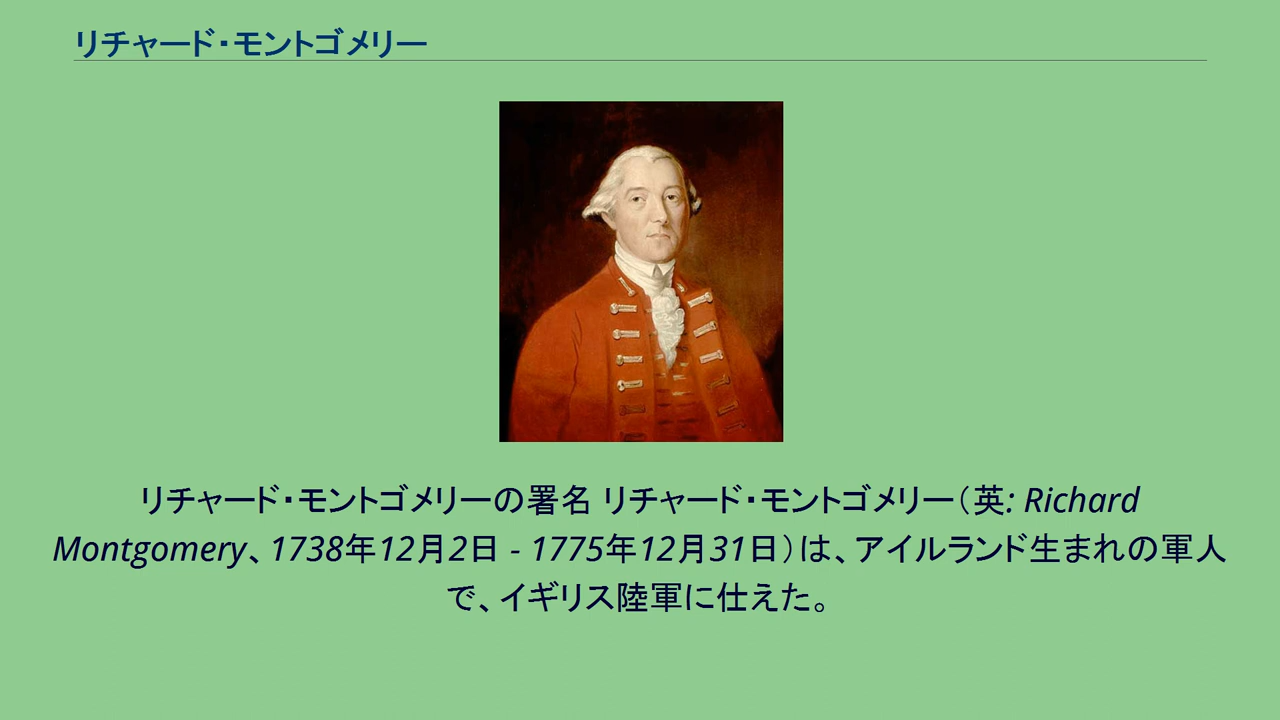 リチャード・モントゴメリー
リチャード・モントゴメリーの署名 リチャード・モントゴメリー（英: Richard
Montgomery、1738年12月2日 - 1775年12月31日）は、アイルランド生まれの軍人
で、イギリス陸軍に仕えた。